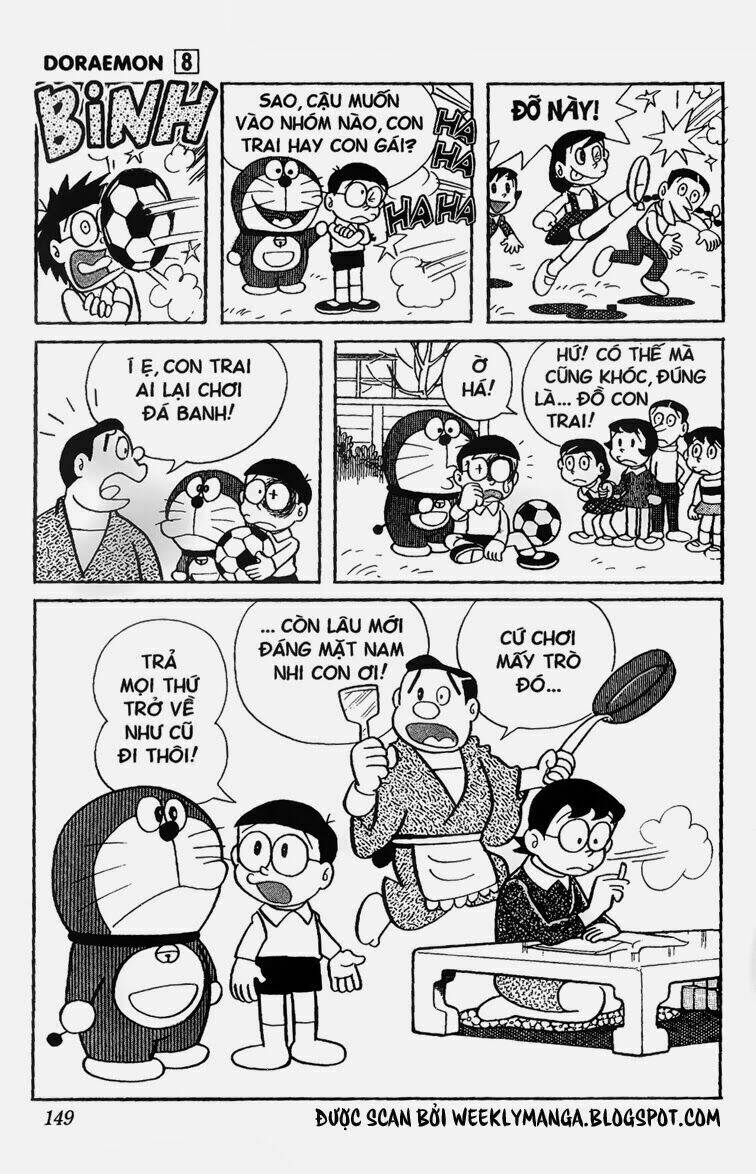 DORAEMON 8
BINH
SAO, CẬU MUỐN
VÀO NHÓM NÀO, CON
TRAI HAY CON GÁI?
HA
HA
HA HA
ĐỠ NÀY!
Í Ẹ, CON TRAI
AI LẠI CHƠI
ĐÁ BANH!
Ờ
HÁ!
HỨ! CÓ THẾ MÀ
CŨNG KHÓC, ĐÚNG
LÀ... ĐỒ CON
TRAI!
TRẢ
MỌI THỨ
TRỞ VỀ
NHƯ CŨ
ĐI THÔI!
... CÒN LÂU MỚI
ĐÁNG MẶT NAM
NHI CON ƠI!
CỨ CHƠI
MẤY TRÒ
ĐÓ...
149
ĐƯỢC SCAN BỞI WEEKLYMANGA.BLOGSPOT.COM